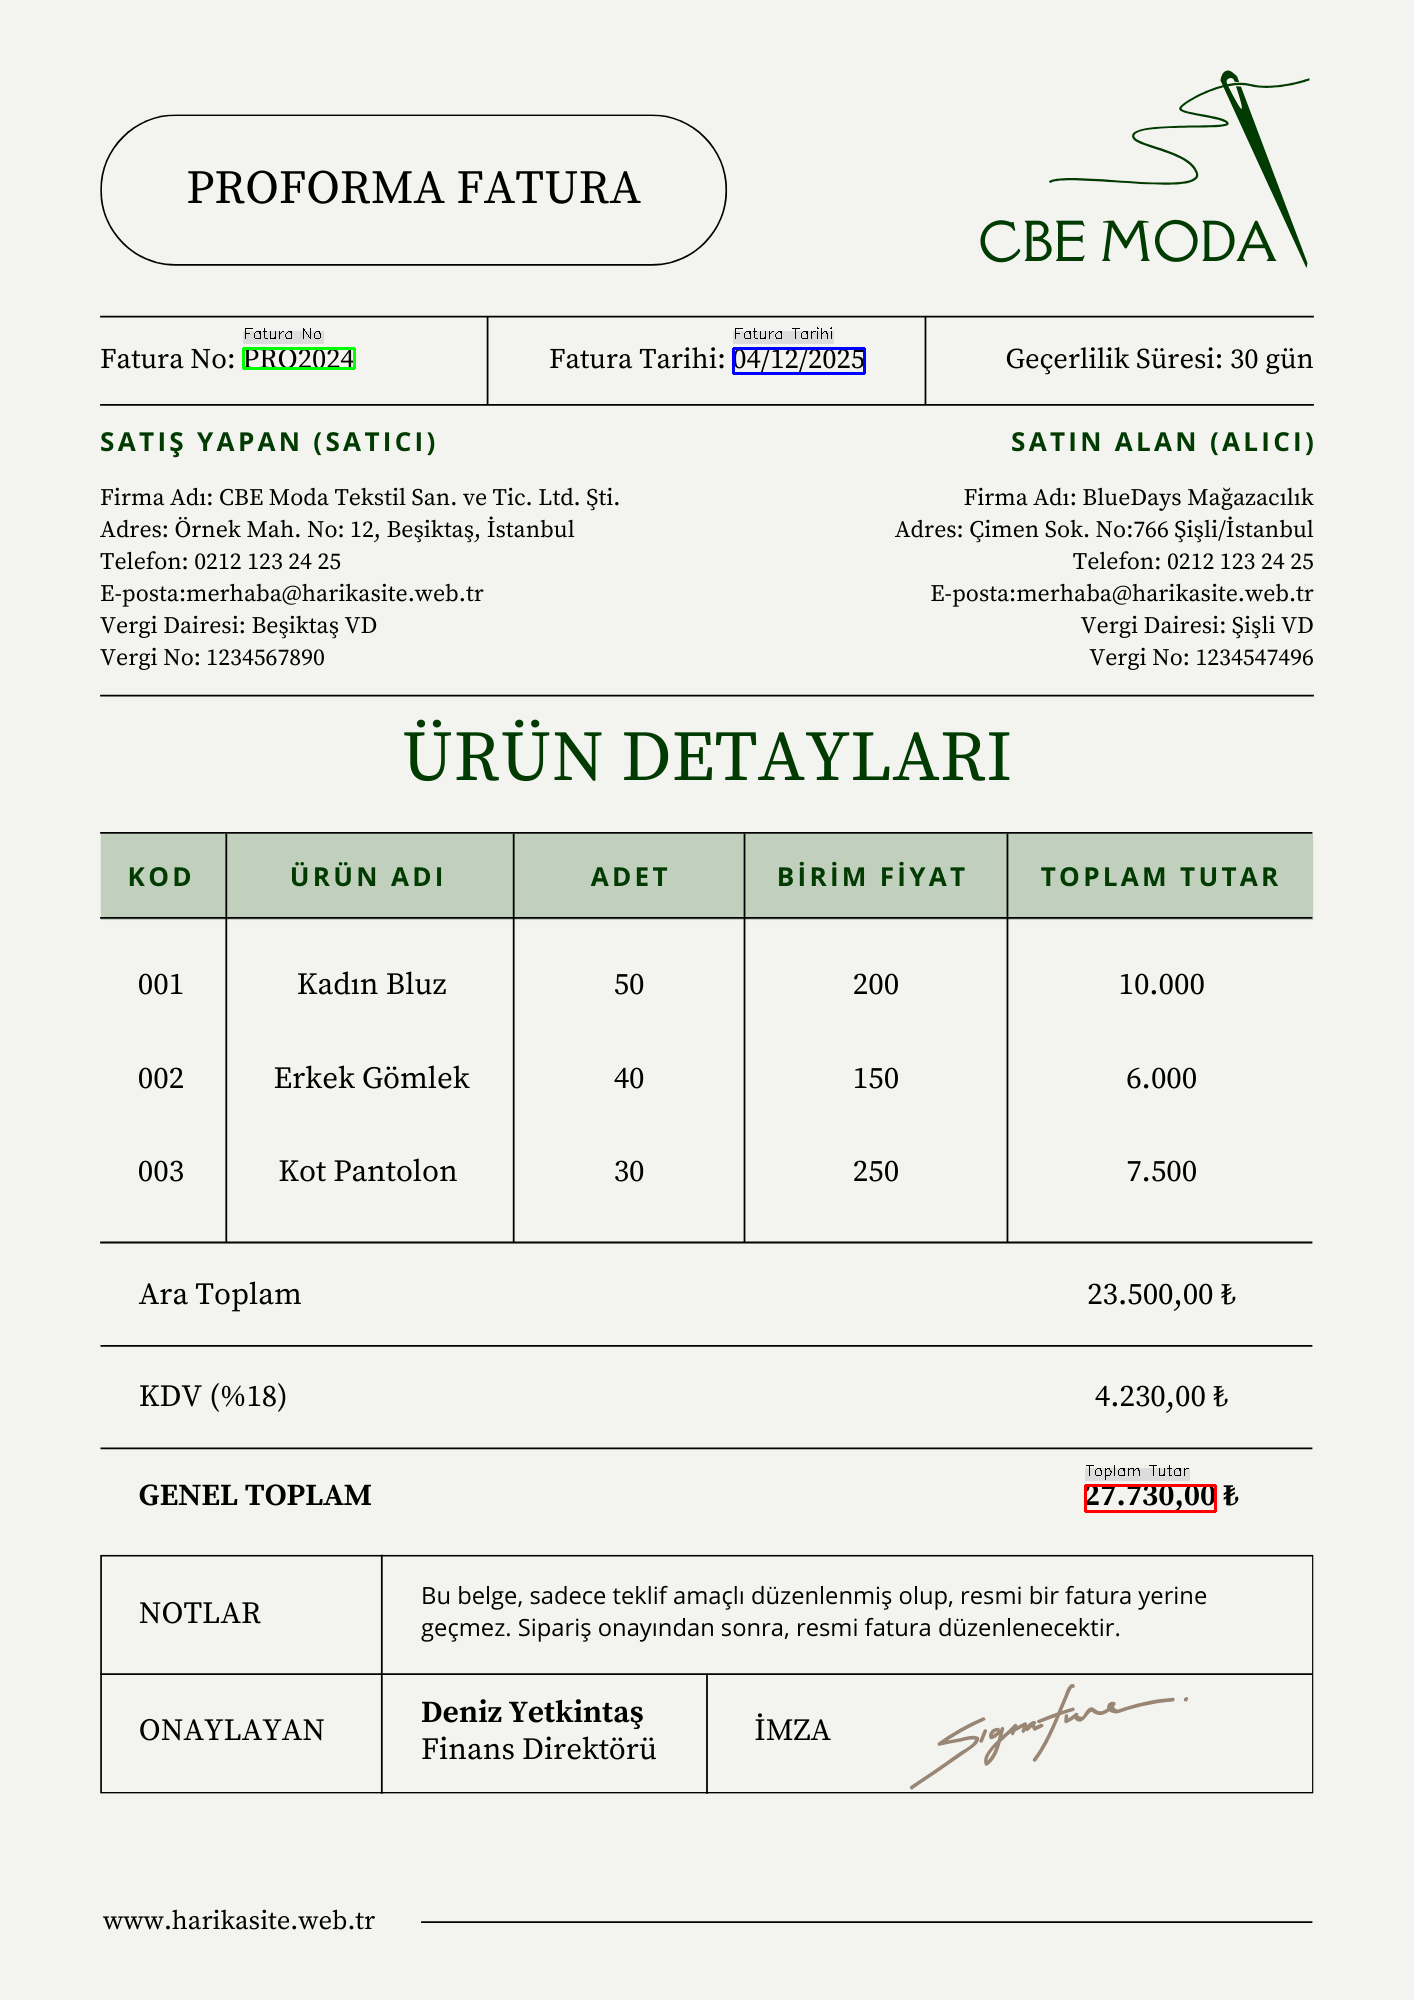 CBE MODA
PROFORMA FATURA
Fatura No
Fatura No: PRO2024
Fatura Tarihi
Fatura Tarihi: 04/12/2025
Geçerlilik Süresi: 30 gün
SATIŞ YAPAN (SATICI)
Firma Adı: CBE Moda Tekstil San. ve Tic. Ltd. Şti.
Adres: Örnek Mah. No: 12, Beşiktaş, İstanbul
Telefon: 0212 123 24 25
E-posta:merhaba@harikasite.web.tr
Vergi Dairesi: Beşiktaş VD
Vergi No: 1234567890
SATIN ALAN (ALICI)
Firma Adı: BlueDays Mağazacılık
Adres: Çimen Sok. No:766 Şişli/İstanbul
Telefon: 0212 123 24 25
E-posta:merhaba@harikasite.web.tr
Vergi Dairesi: Şişli VD
Vergi No: 1234547496
ÜRÜN DETAYLARI
KOD ÜRÜN ADI ADET BİRİM FİYAT TOPLAM TUTAR
001 Kadın Bluz 50 200 10.000
002 Erkek Gömlek 40 150 6.000
003 Kot Pantolon 30 250 7.500
Ara Toplam 23.500,00 ₺
KDV (%18) 4.230,00 ₺
Toplam Tutar
GENEL TOPLAM 27.730,00 ₺
NOTLAR
Bu belge, sadece teklif amaçlı düzenlenmiş olup, resmi bir fatura yerine
geçmez. Sipariş onayından sonra, resmi fatura düzenlenecektir.
ONAYLAYAN
Deniz Yetkintaş
Finans Direktörü
İMZA
Signature
www.harikasite.web.tr